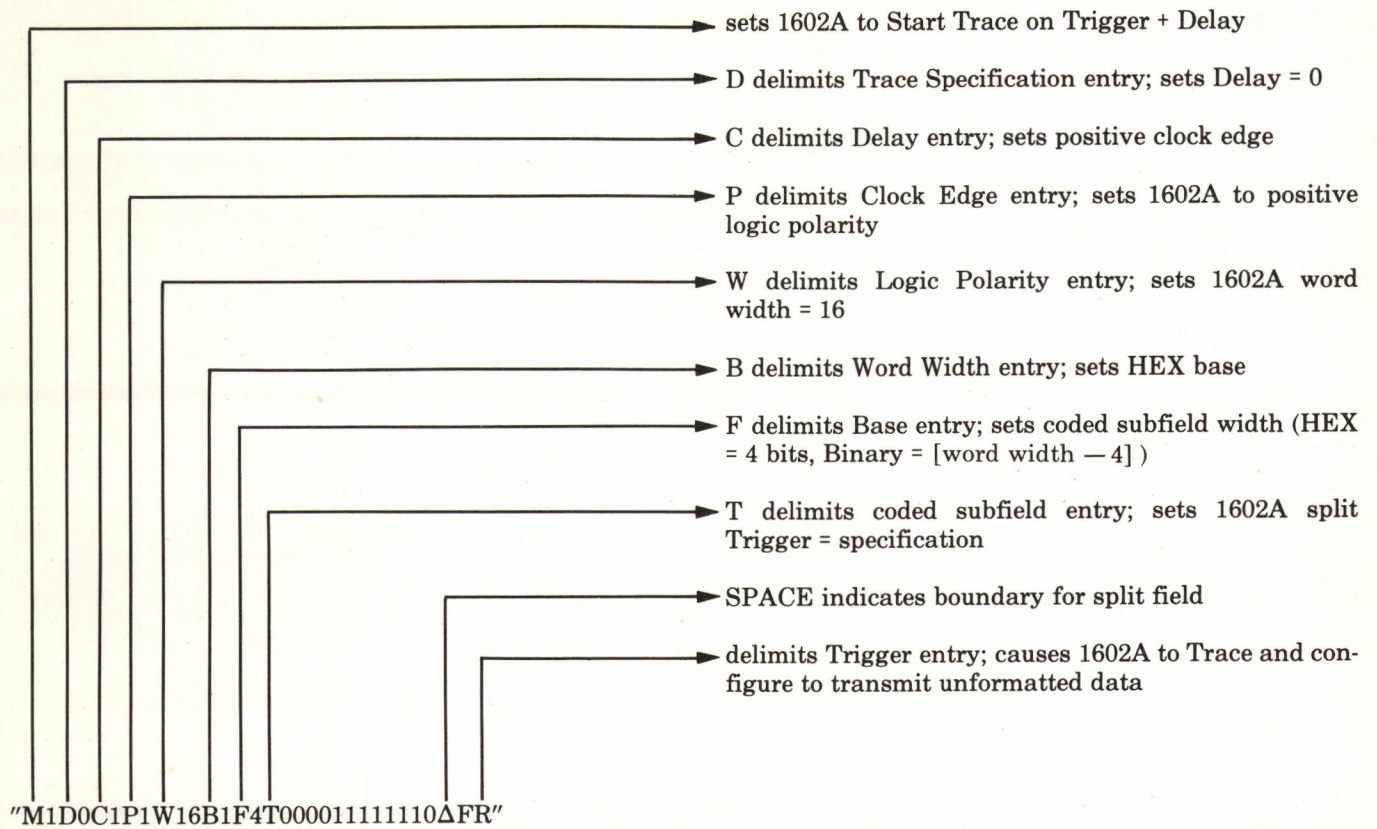 sets 1602A to Start Trace on Trigger + Delay
D delimits Trace Specification entry; sets Delay = 0
C delimits Delay entry; sets positive clock edge
P delimits Clock Edge entry; sets 1602A to positive
logic polarity
W delimits Logic Polarity entry; sets 1602A word
width = 16
B delimits Word Width entry; sets HEX base
F delimits Base entry; sets coded subfield width (HEX
= 4 bits, Binary = [word width — 4] )
T delimits coded subfield entry; sets 1602A split
Trigger = specification
SPACE indicates boundary for split field
delimits Trigger entry; causes 1602A to Trace and con-
figure to transmit unformatted data
"M1D0C1P1W16B1F4T000011111110ΔFR"